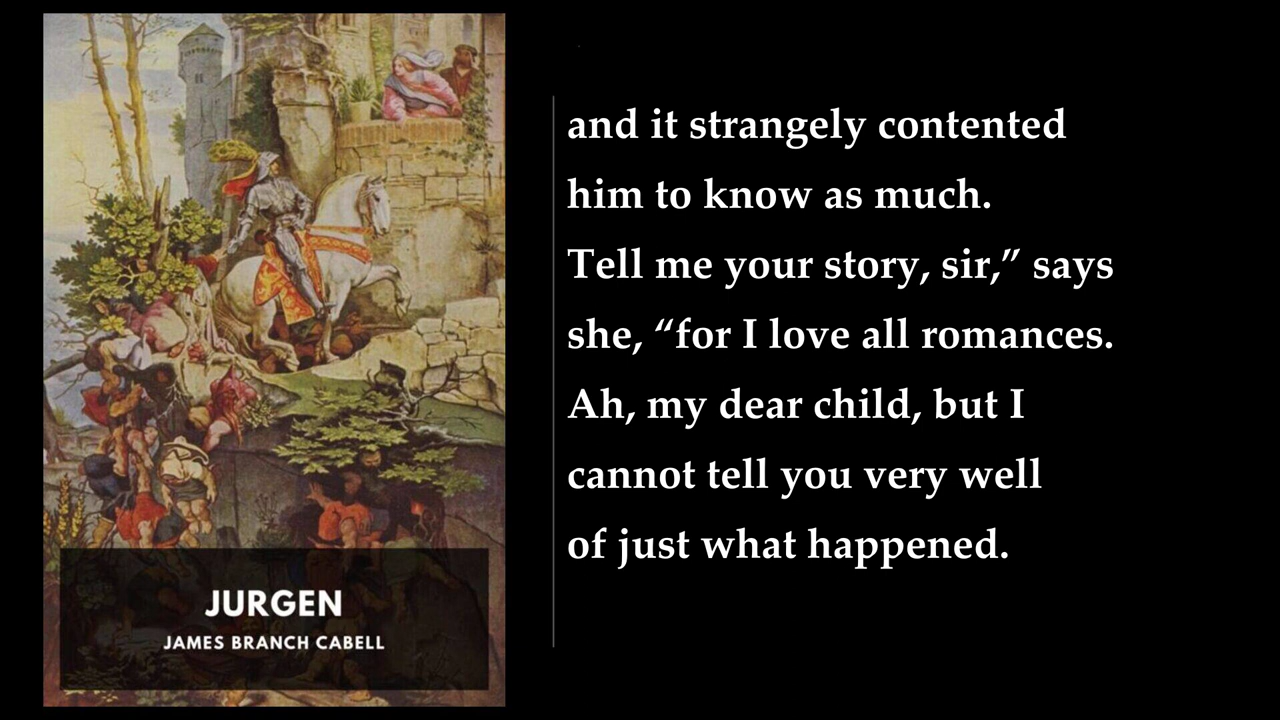 and it strangely contented
him to know as much.
Tell me your story, sir,” says
she, “for I love all romances.
Ah, my dear child, but I
cannot tell you very well
of just what happened.
JURGEN
JAMES BRANCH CABELL